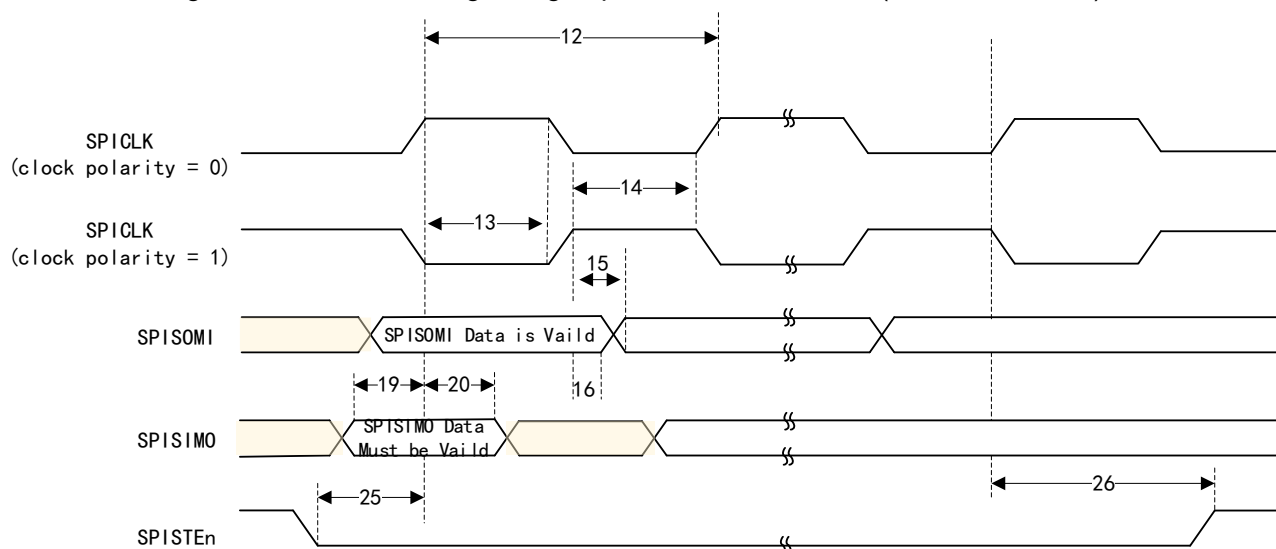 12
SPICLK
(clock polarity = 0)
14
13
SPICLK
(clock polarity = 1)
15
SPISOMI
SPISOMI Data is Vaild
19
20
16
SPISIMO
SPISIMO Data
Must be Vaild
25
26
SPISTEn